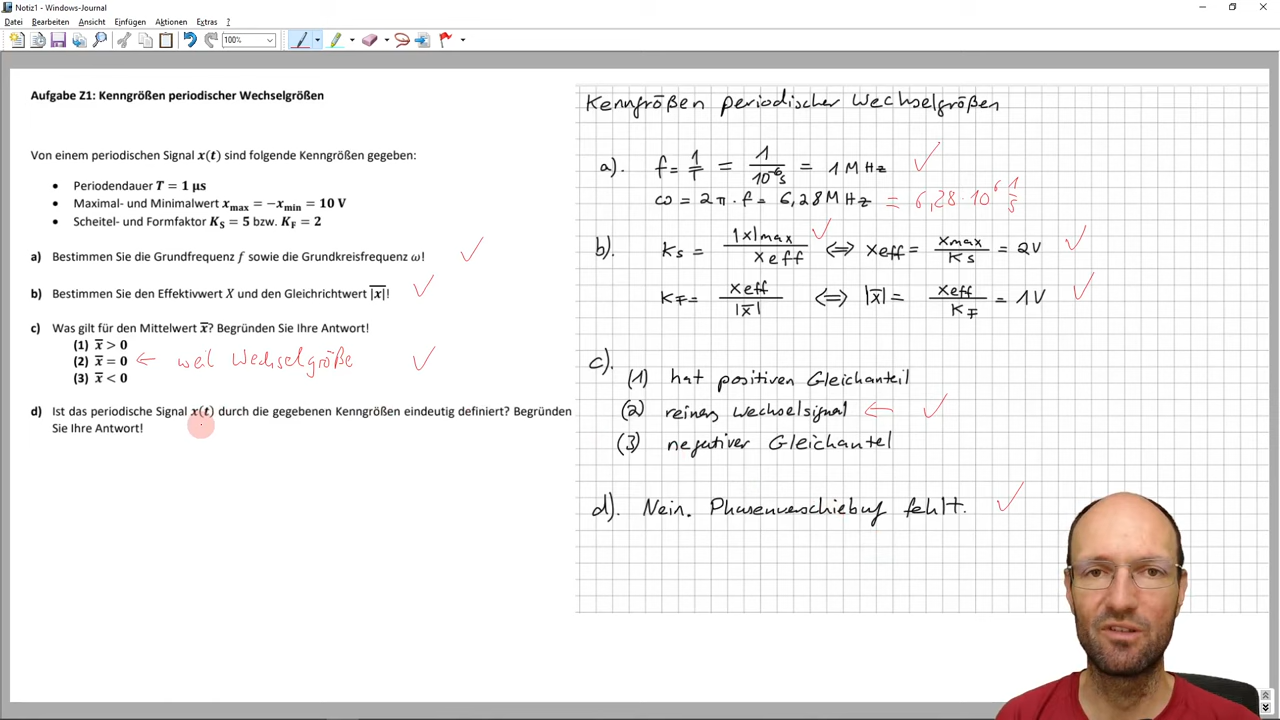 Notiz1 - Windows-Journal
Datei Bearbeiten Ansicht Einfügen Aktionen Extras ?
100%
Aufgabe Z1: Kenngrößen periodischer Wechselgrößen
Von einem periodischen Signal x(t) sind folgende Kenngrößen gegeben:
• Periodendauer T = 1 μs
• Maximal- und Minimalwert x_max = −x_min = 10 V
• Scheitel- und Formfaktor K_S = 5 bzw. K_F = 2
a) Bestimmen Sie die Grundfrequenz f sowie die Grundkreisfrequenz ω! ✓
b) Bestimmen Sie den Effektivwert X und den Gleichrichtwert |x|̅! ✓
c) Was gilt für den Mittelwert x̅? Begründen Sie Ihre Antwort!
(1) x̅ > 0
(2) x̅ = 0 ← weil Wechselgröße ✓
(3) x̅ < 0
d) Ist das periodische Signal x(t) durch die gegebenen Kenngrößen eindeutig definiert? Begründen
Sie Ihre Antwort!
Kenngrößen periodischer Wechselgrößen
a). f = 1/T = 1/10⁻⁶s = 1 MHz ✓
ω = 2π · f = 6,28 MHz = 6,28 · 10⁶ 1/s
b). Ks = |x|max / xeff ✓ ⇔ xeff = xmax / Ks = 2V ✓
KF = xeff / |x̅| ⇔ |x̅| = xeff / KF = 1V ✓
c).
(1) hat positiven Gleichanteil
(2) reines Wechselsignal ← ✓
(3) negativer Gleichanteil
d). Nein. Phasenverschiebung fehlt. ✓